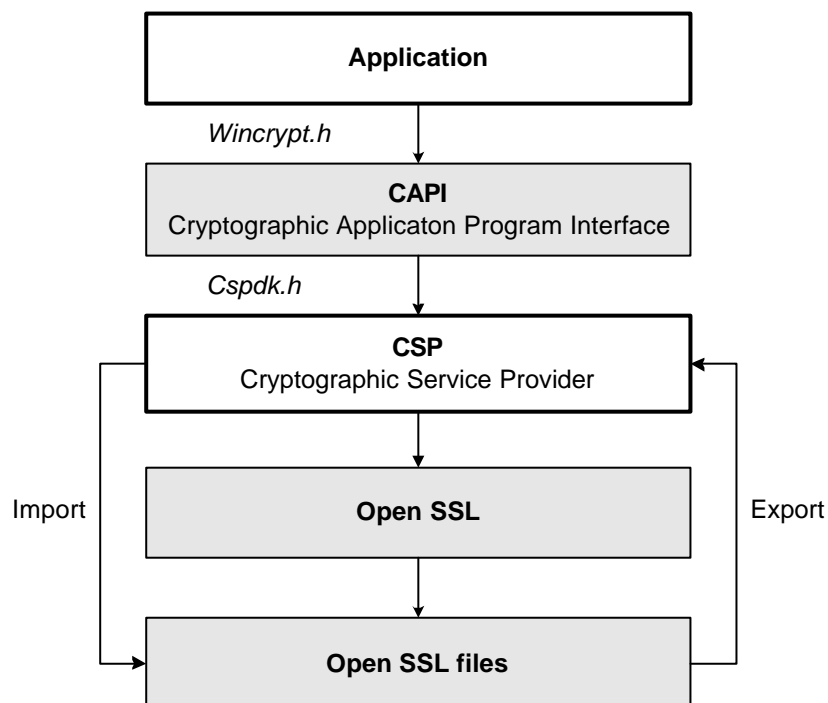 Application
Wincrypt.h
CAPI
Cryptographic Applicaton Program Interface
Cspdk.h
CSP
Cryptographic Service Provider
Import
Open SSL
Export
Open SSL files